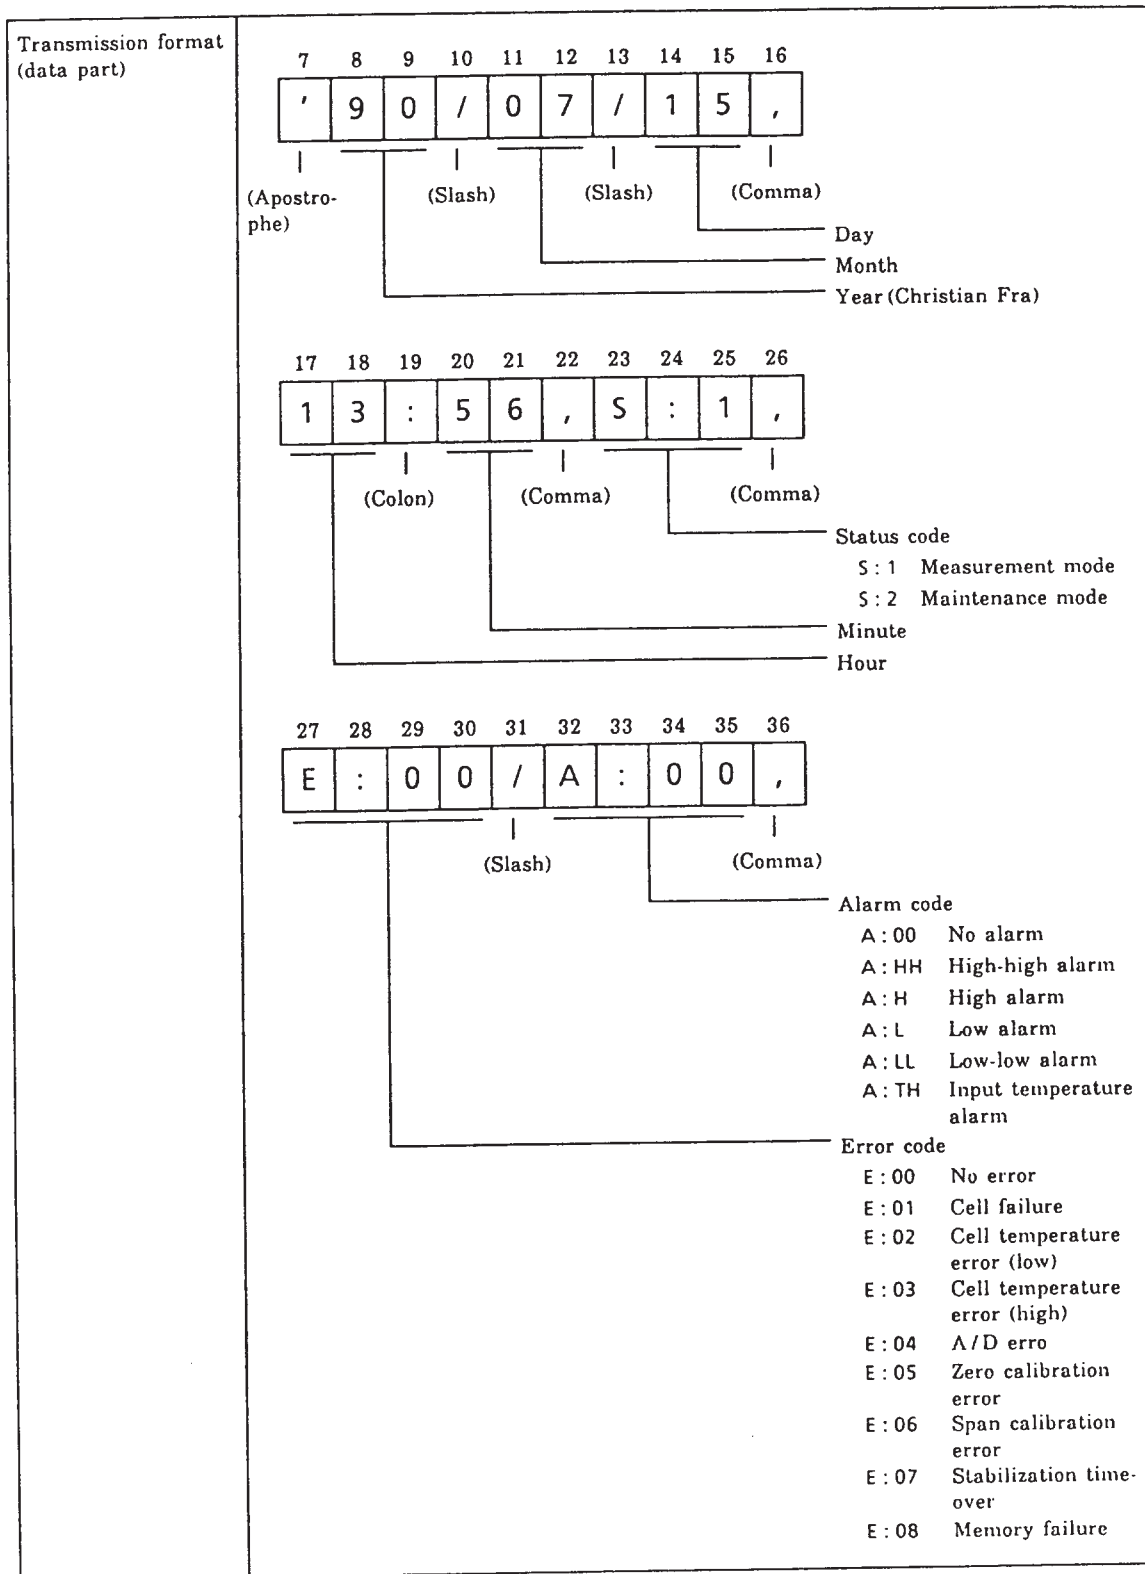 Transmission format
(data part)
7 8 9 10 11 12 13 14 15 16
' 9 0 / 0 7 / 1 5 ,
(Apostro-
phe)
(Slash) (Slash) (Comma)
Day
Month
Year (Christian Fra)
17 18 19 20 21 22 23 24 25 26
1 3 : 5 6 , S : 1 ,
(Colon) (Comma) (Comma)
Status code
S : 1 Measurement mode
S : 2 Maintenance mode
Minute
Hour
27 28 29 30 31 32 33 34 35 36
E : 0 0 / A : 0 0 ,
(Slash) (Comma)
Alarm code
A : 00 No alarm
A : HH High-high alarm
A : H High alarm
A : L Low alarm
A : LL Low-low alarm
A : TH Input temperature
alarm
Error code
E : 00 No error
E : 01 Cell failure
E : 02 Cell temperature
error (low)
E : 03 Cell temperature
error (high)
E : 04 A/D erro
E : 05 Zero calibration
error
E : 06 Span calibration
error
E : 07 Stabilization time-
over
E : 08 Memory failure